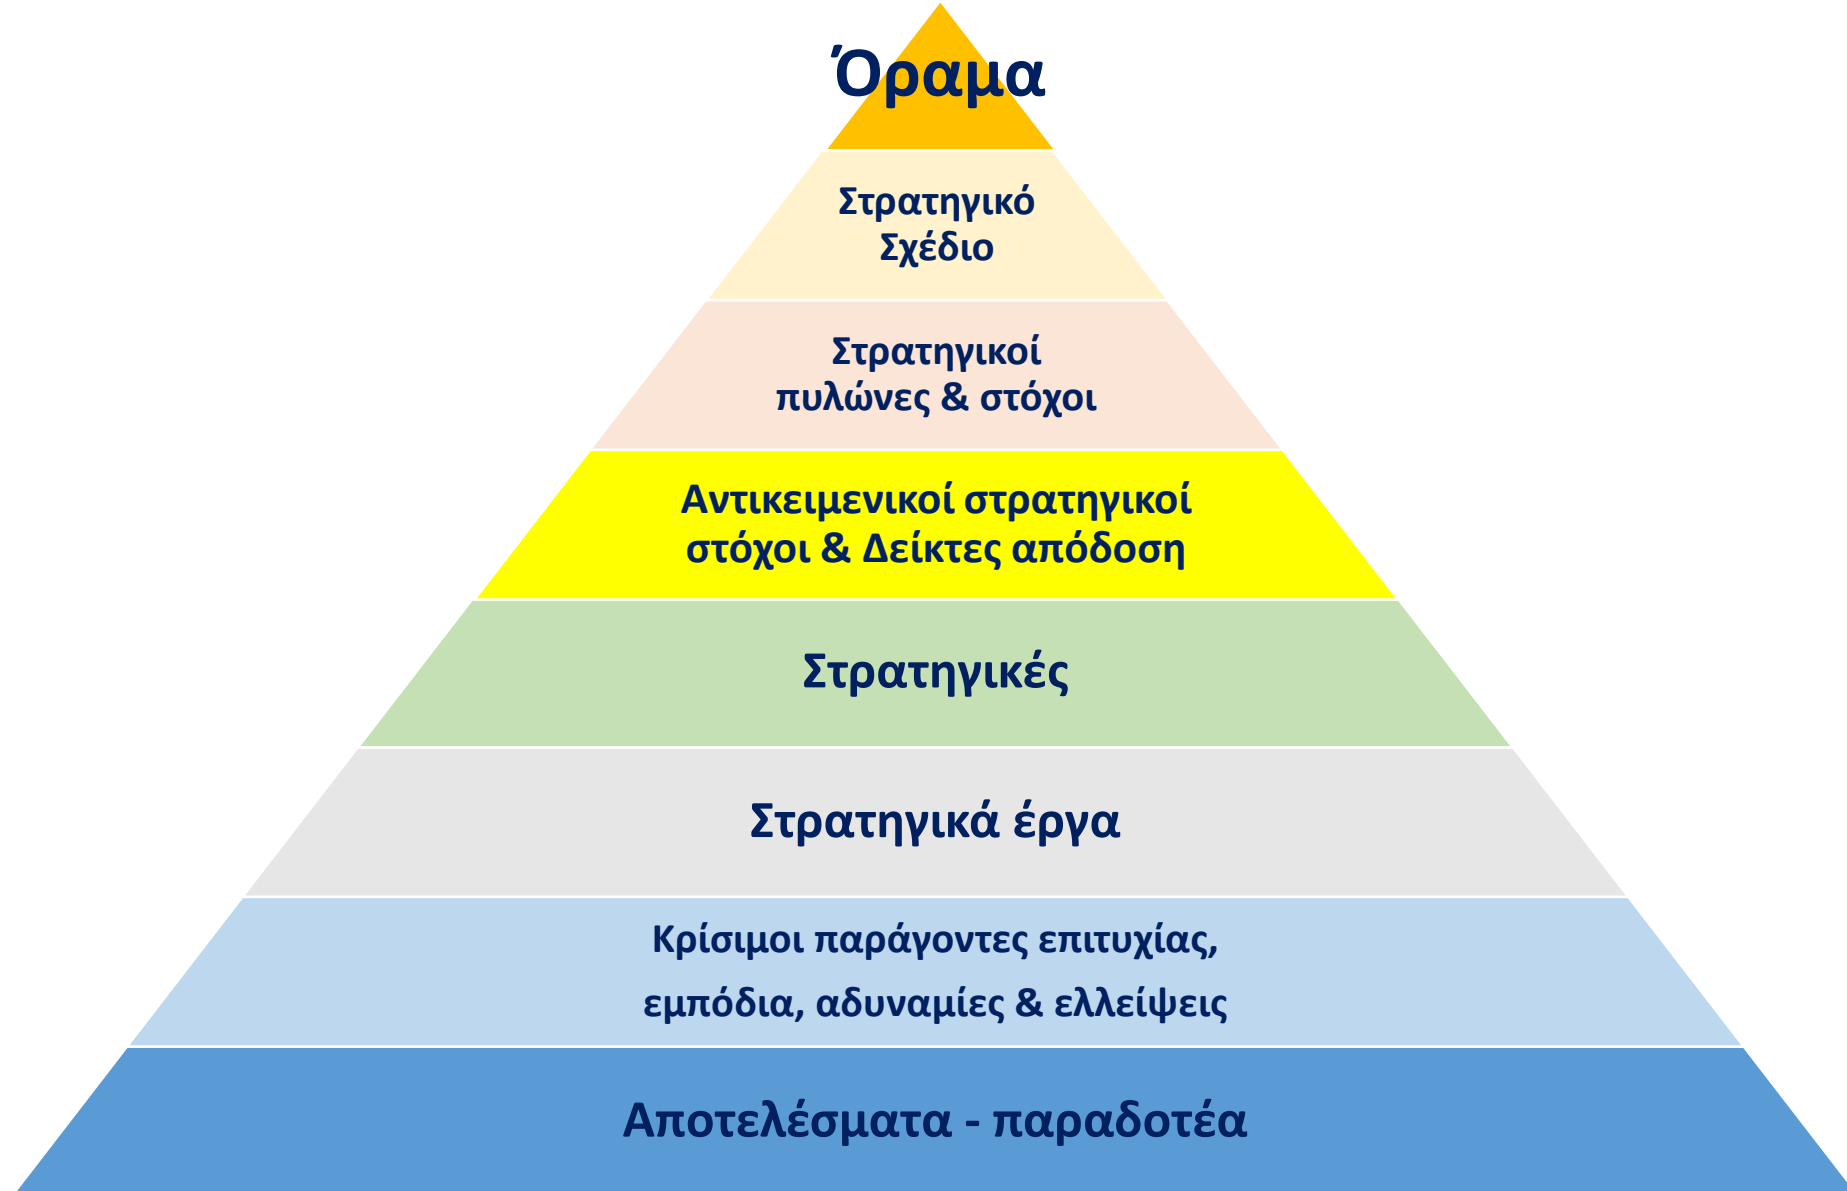 Όραμα
Στρατηγικό
Σχέδιο
Στρατηγικοί
πυλώνες & στόχοι
Αντικειμενικοί στρατηγικοί
στόχοι & Δείκτες απόδοση
Στρατηγικές
Στρατηγικά έργα
Κρίσιμοι παράγοντες επιτυχίας,
εμπόδια, αδυναμίες & ελλείψεις
Αποτελέσματα - παραδοτέα